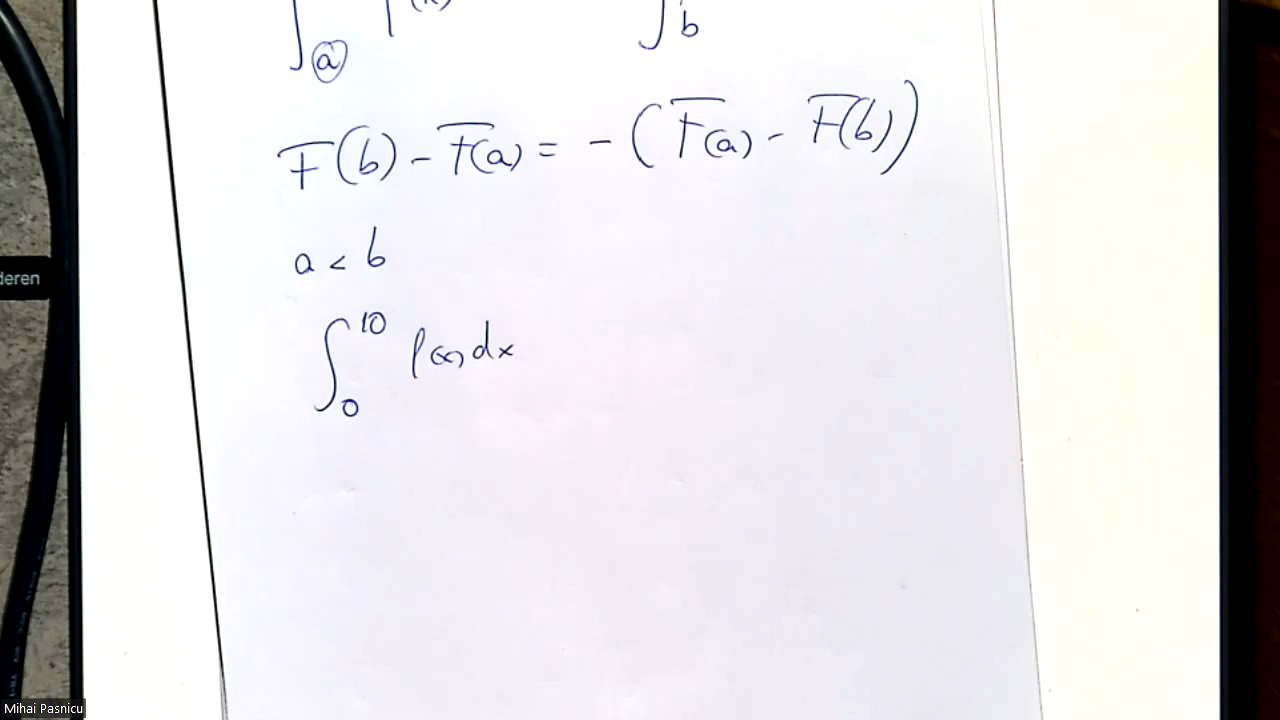 ∫a f(x) ∫b
F(b) - F(a) = - (F(a) - F(b))
a < b
∫₀¹⁰ f(x) dx
deren
Mihai Pasnicu